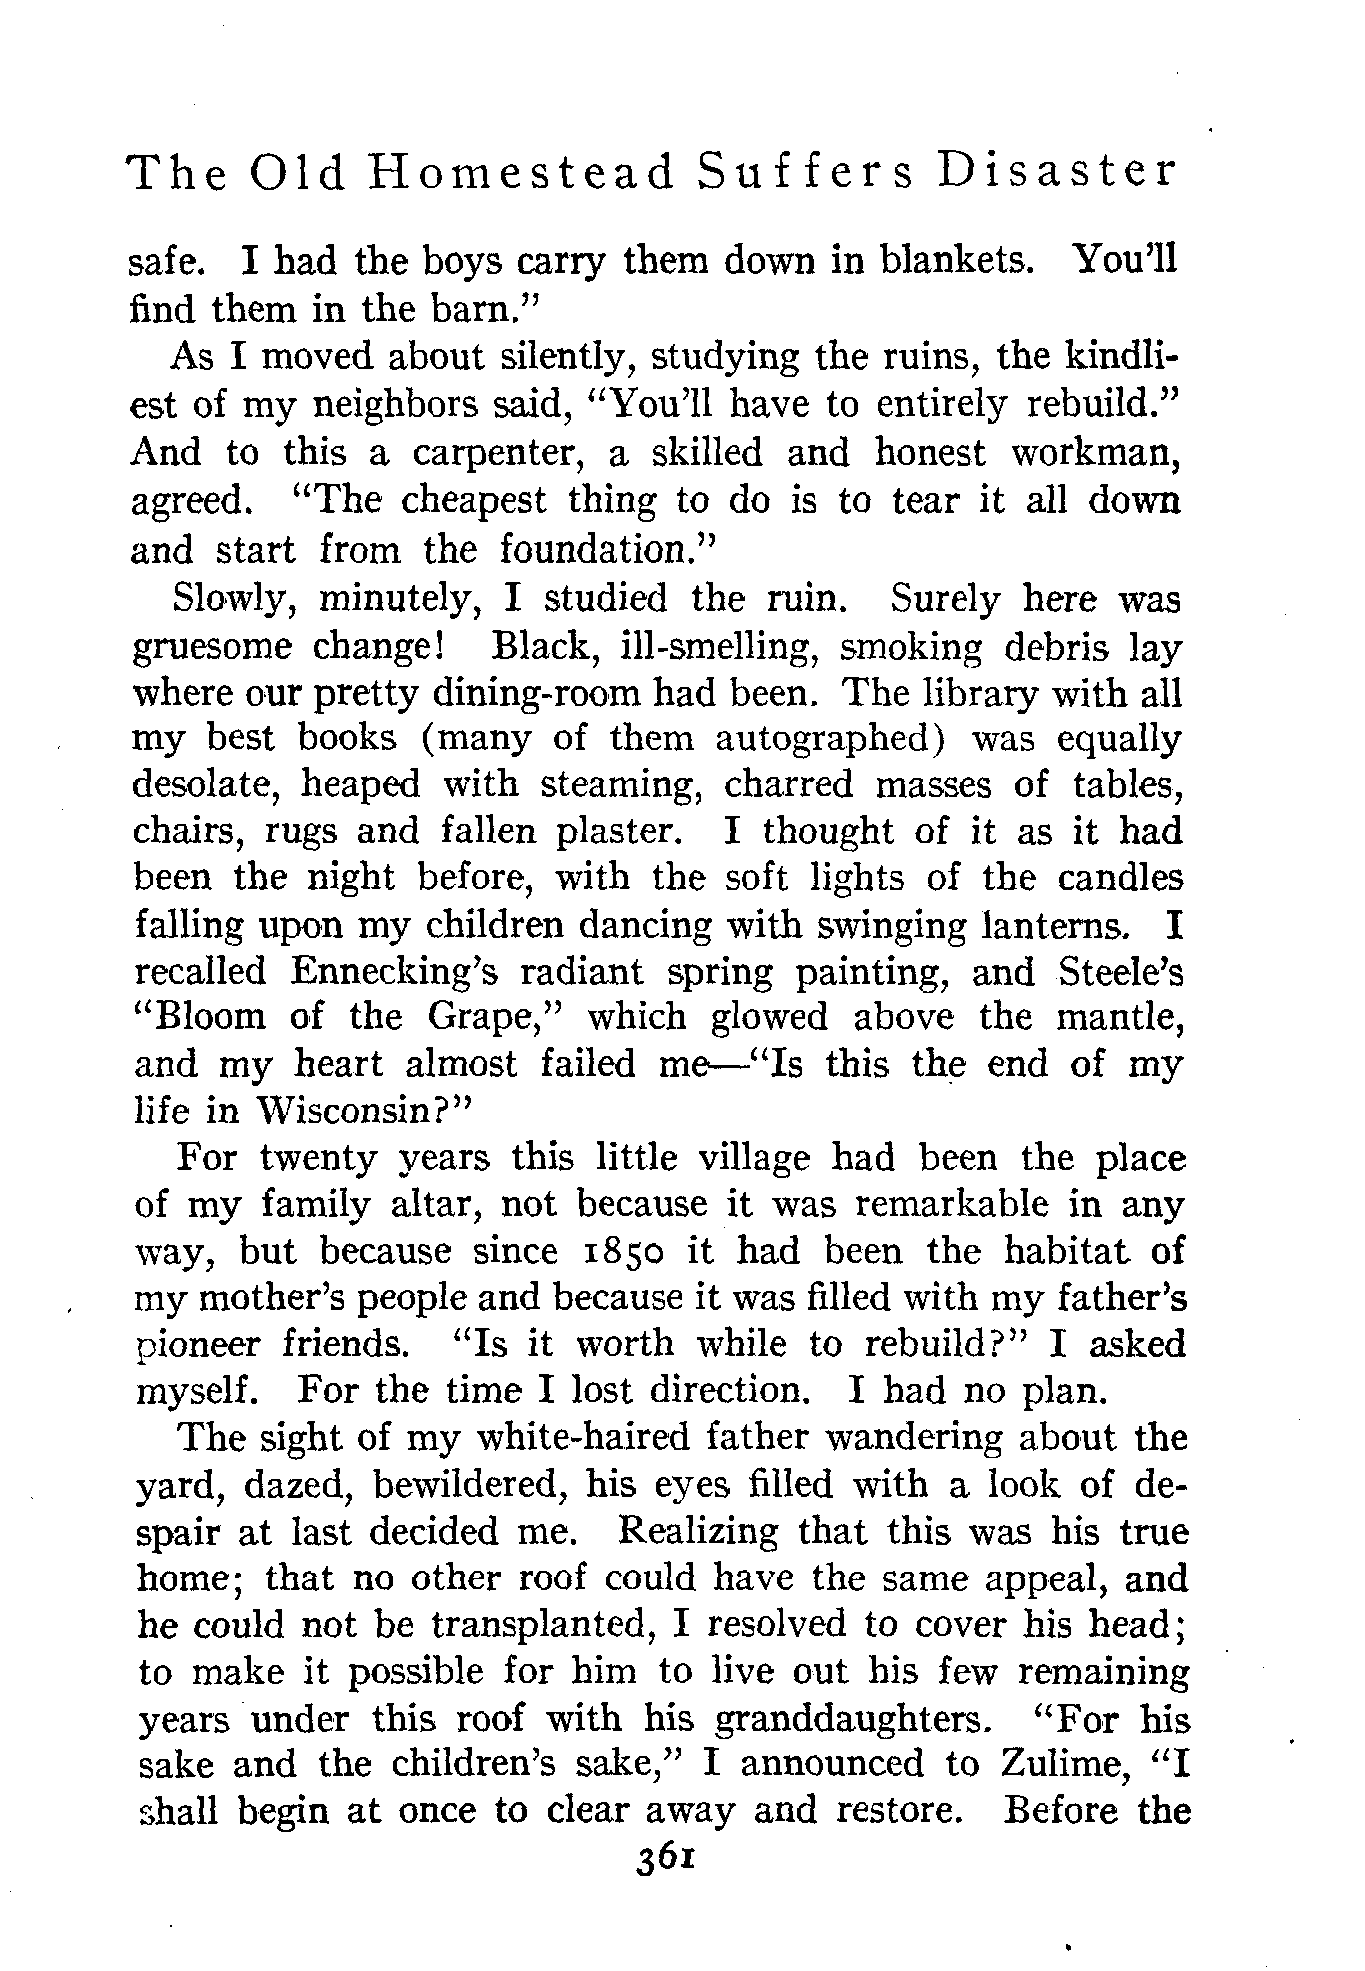 The Old Homestead Suffers Disaster
safe. I had the boys carry them down in blankets. You'll
find them in the barn."
As I moved about silently, studying the ruins, the kindli-
est of my neighbors said, "You'll have to entirely rebuild."
And to this a carpenter, a skilled and honest workman,
agreed. "The cheapest thing to do is to tear it all down
and start from the foundation."
Slowly, minutely, I studied the ruin. Surely here was
gruesome change! Black, ill-smelling, smoking debris lay
where our pretty dining-room had been. The library with all
my best books (many of them autographed) was equally
desolate, heaped with steaming, charred masses of tables,
chairs, rugs and fallen plaster. I thought of it as it had
been the night before, with the soft lights of the candles
falling upon my children dancing with swinging lanterns. I
recalled Ennecking's radiant spring painting, and Steele's
"Bloom of the Grape," which glowed above the mantle,
and my heart almost failed me—"Is this the end of my
life in Wisconsin?"
For twenty years this little village had been the place
of my family altar, not because it was remarkable in any
way, but because since 1850 it had been the habitat of
my mother's people and because it was filled with my father's
pioneer friends. "Is it worth while to rebuild?" I asked
myself. For the time I lost direction. I had no plan.
The sight of my white-haired father wandering about the
yard, dazed, bewildered, his eyes filled with a look of de-
spair at last decided me. Realizing that this was his true
home; that no other roof could have the same appeal, and
he could not be transplanted, I resolved to cover his head;
to make it possible for him to live out his few remaining
years under this roof with his granddaughters. "For his
sake and the children's sake," I announced to Zulime, "I
shall begin at once to clear away and restore. Before the
361